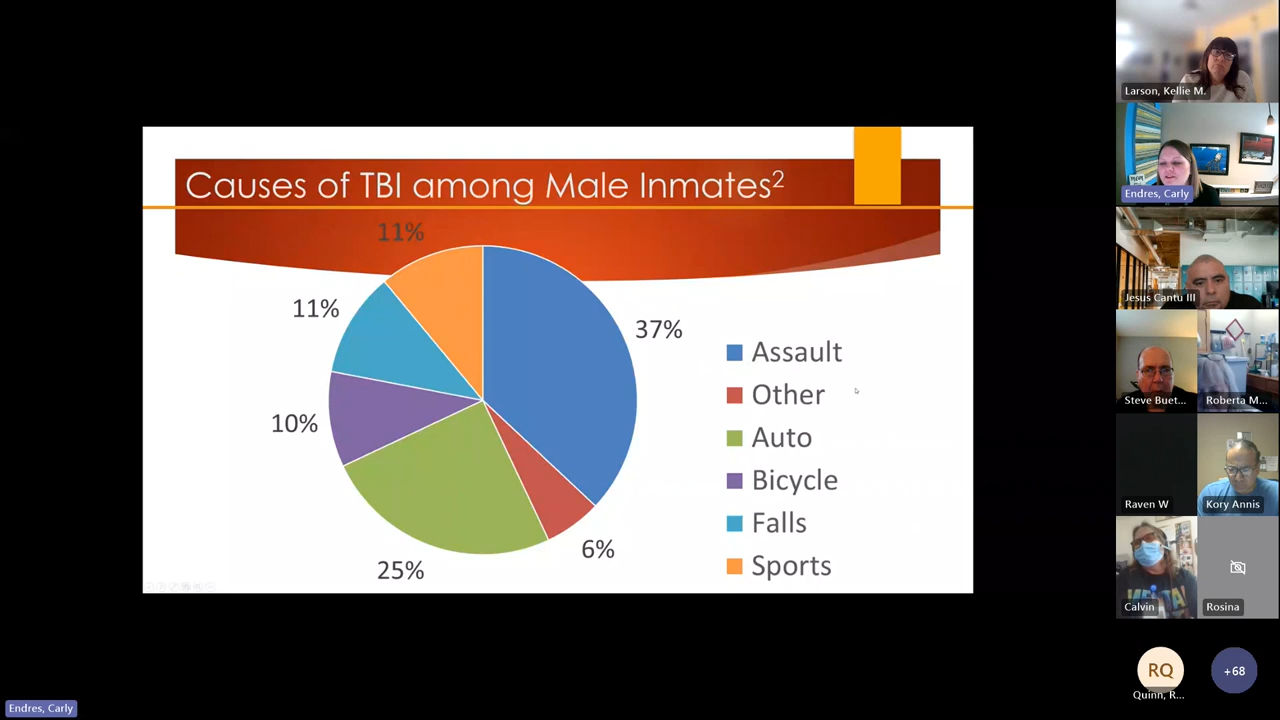 Causes of TBI among Male Inmates²
11%
11%
37%
10%
25%
6%
Assault
Other
Auto
Bicycle
Falls
Sports
Larson, Kellie M.
Endres, Carly
Jesus Cantu III
Steve Buet...
Roberta M...
Raven W
Kory Annis
Calvin
Rosina
RQ
Quinn, R...
+68
Endres, Carly